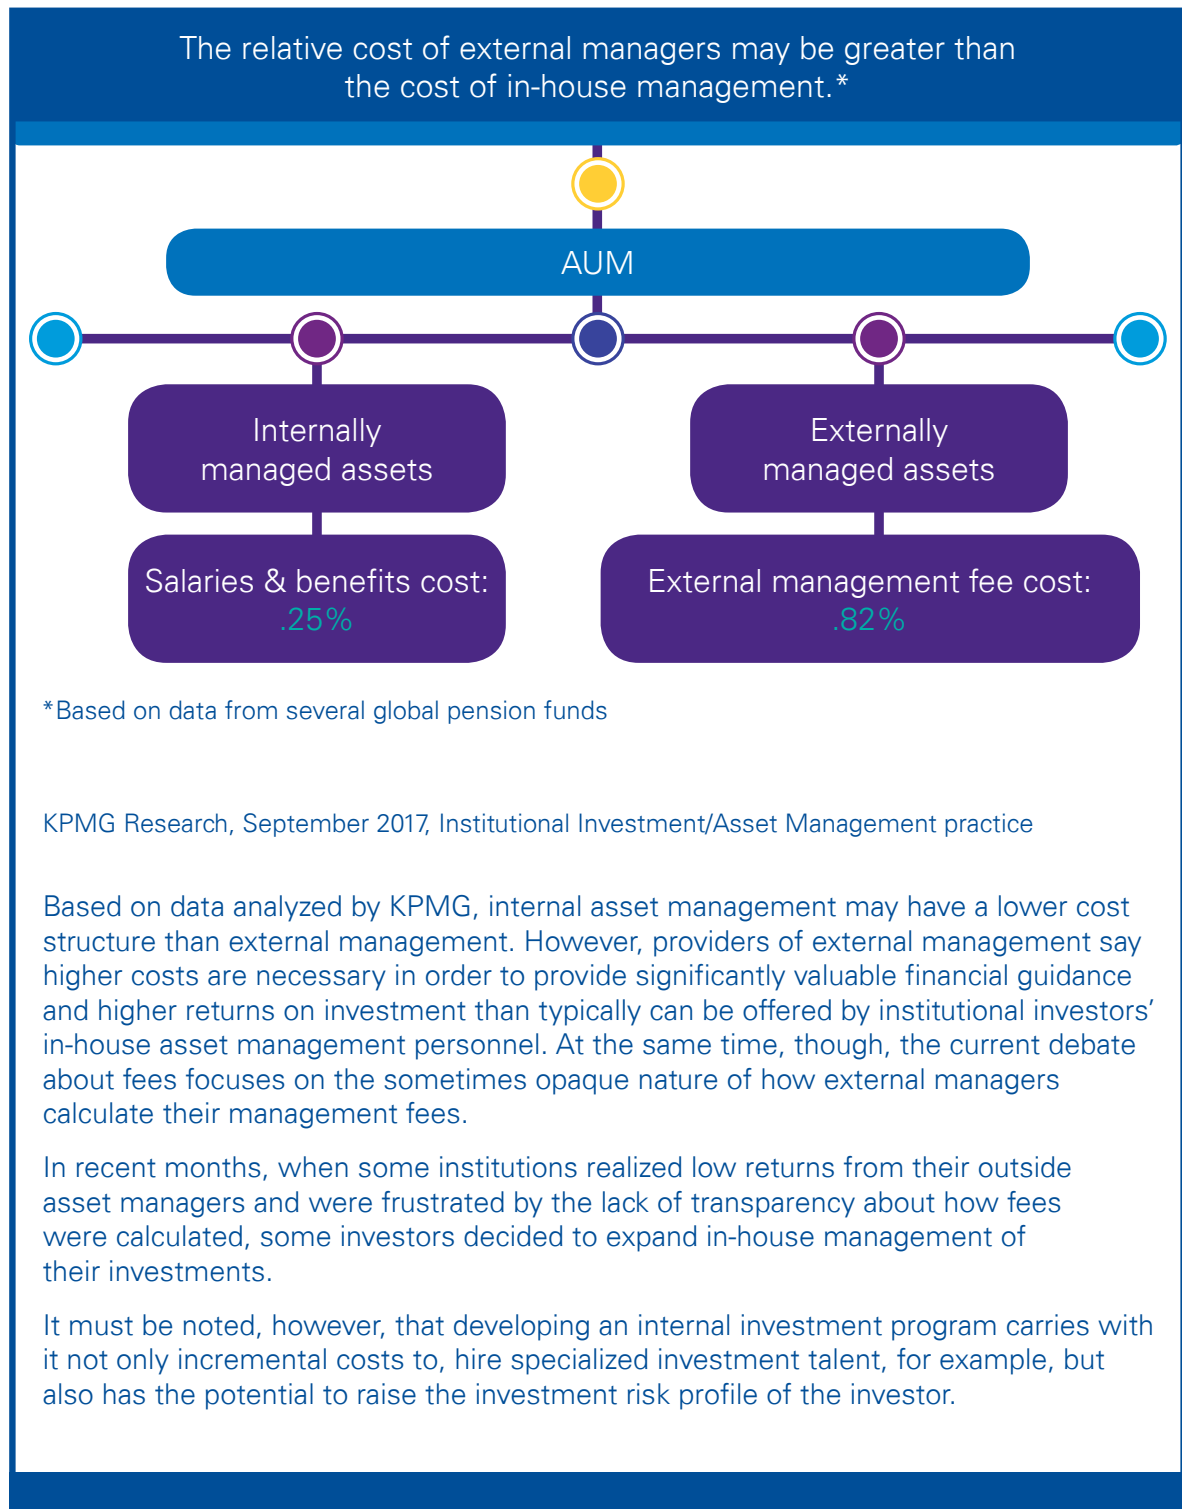 The relative cost of external managers may be greater than
the cost of in-house management.*
AUM
Internally
managed assets
Externally
managed assets
Salaries & benefits cost:
.25%
External management fee cost:
.82%
*Based on data from several global pension funds
KPMG Research, September 2017, Institutional Investment/Asset Management practice
Based on data analyzed by KPMG, internal asset management may have a lower cost
structure than external management. However, providers of external management say
higher costs are necessary in order to provide significantly valuable financial guidance
and higher returns on investment than typically can be offered by institutional investors’
in-house asset management personnel. At the same time, though, the current debate
about fees focuses on the sometimes opaque nature of how external managers
calculate their management fees.
In recent months, when some institutions realized low returns from their outside
asset managers and were frustrated by the lack of transparency about how fees
were calculated, some investors decided to expand in-house management of
their investments.
It must be noted, however, that developing an internal investment program carries with
it not only incremental costs to, hire specialized investment talent, for example, but
also has the potential to raise the investment risk profile of the investor.